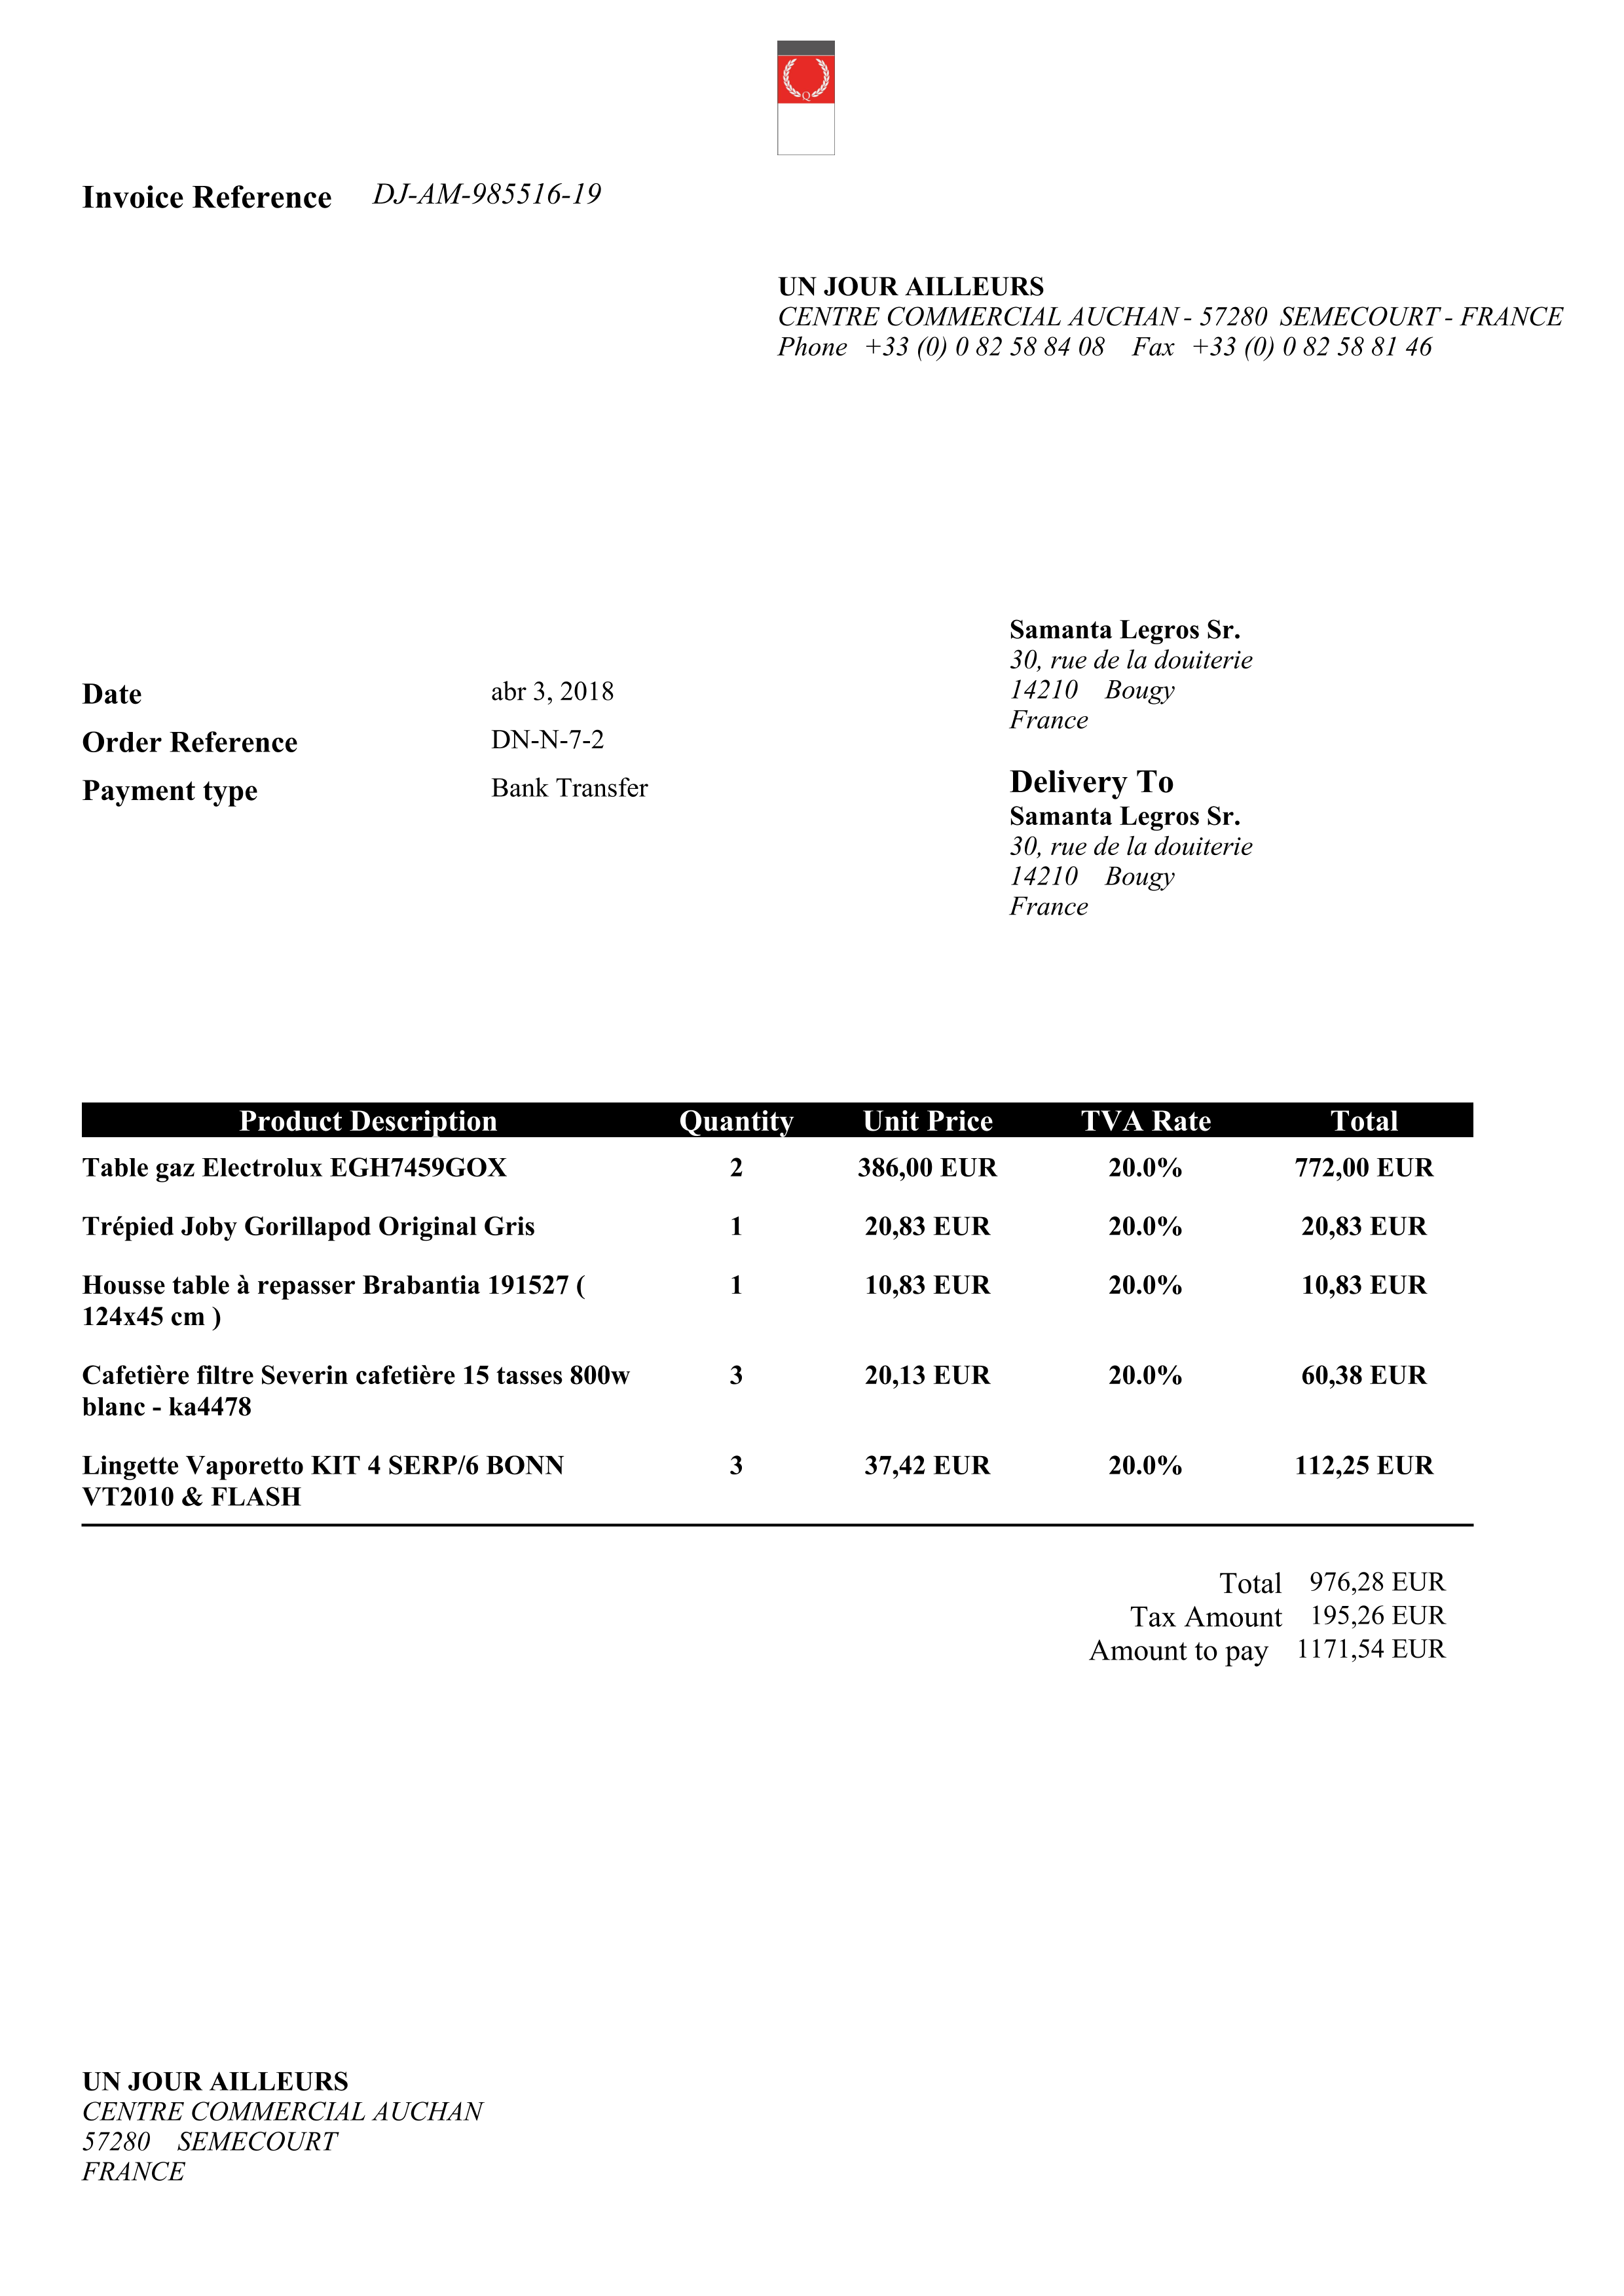 Q
Invoice Reference DJ-AM-985516-19
UN JOUR AILLEURS
CENTRE COMMERCIAL AUCHAN - 57280 SEMECOURT - FRANCE
Phone +33 (0) 0 82 58 84 08 Fax +33 (0) 0 82 58 81 46
Samanta Legros Sr.
30, rue de la douiterie
14210 Bougy
France
Date abr 3, 2018
Order Reference DN-N-7-2
Payment type Bank Transfer
Delivery To
Samanta Legros Sr.
30, rue de la douiterie
14210 Bougy
France
Product Description Quantity Unit Price TVA Rate Total
Table gaz Electrolux EGH7459GOX 2 386,00 EUR 20.0% 772,00 EUR
Trépied Joby Gorillapod Original Gris 1 20,83 EUR 20.0% 20,83 EUR
Housse table à repasser Brabantia 191527 ( 1 10,83 EUR 20.0% 10,83 EUR
124x45 cm )
Cafetière filtre Severin cafetière 15 tasses 800w 3 20,13 EUR 20.0% 60,38 EUR
blanc - ka4478
Lingette Vaporetto KIT 4 SERP/6 BONN 3 37,42 EUR 20.0% 112,25 EUR
VT2010 & FLASH
Total 976,28 EUR
Tax Amount 195,26 EUR
Amount to pay 1171,54 EUR
UN JOUR AILLEURS
CENTRE COMMERCIAL AUCHAN
57280 SEMECOURT
FRANCE